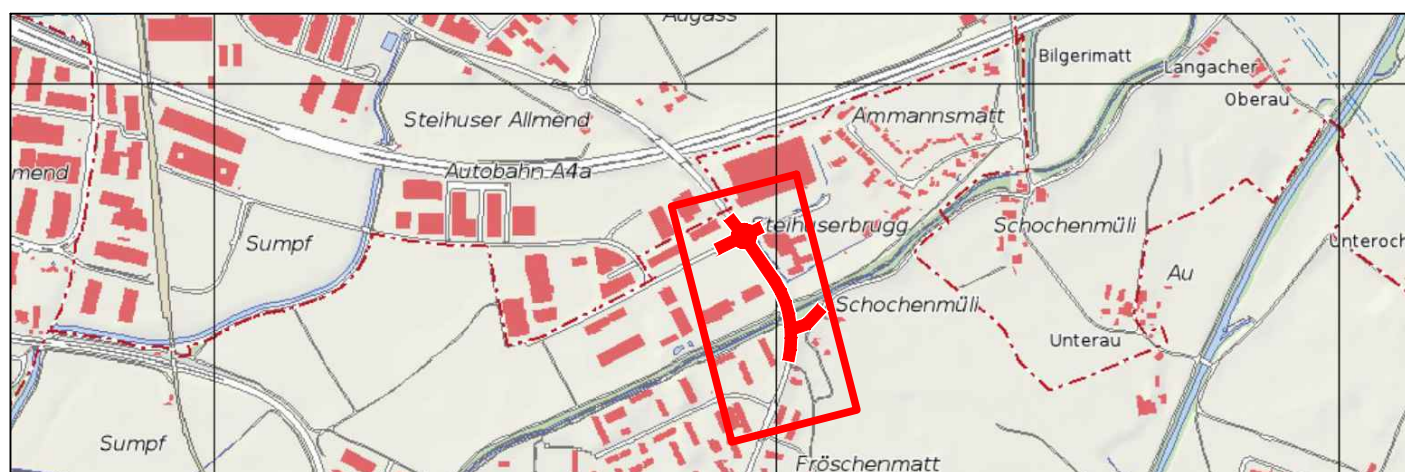 Augass
Bilgerimatt
Langacher
Oberau
Steihuser Allmend
Ammannsmatt
mend
Autobahn A4a
Sumpf
Steihuserbrugg
Schochenmüli
Unteroch
Au
Schochenmüli
Unterau
Sumpf
Fröschenmatt